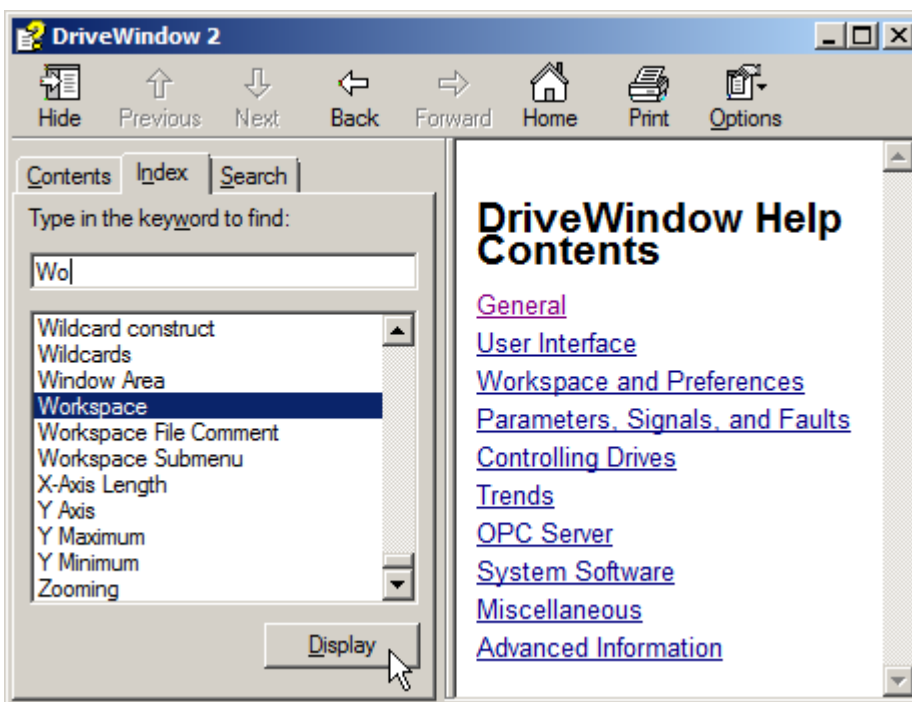 DriveWindow 2
Hide Previous Next Back Forward Home Print Options
Contents Index Search
Type in the keyword to find:
Wo
Wildcard construct
Wildcards
Window Area
Workspace
Workspace File Comment
Workspace Submenu
X-Axis Length
Y Axis
Y Maximum
Y Minimum
Zooming
Display
DriveWindow Help
Contents
General
User Interface
Workspace and Preferences
Parameters, Signals, and Faults
Controlling Drives
Trends
OPC Server
System Software
Miscellaneous
Advanced Information